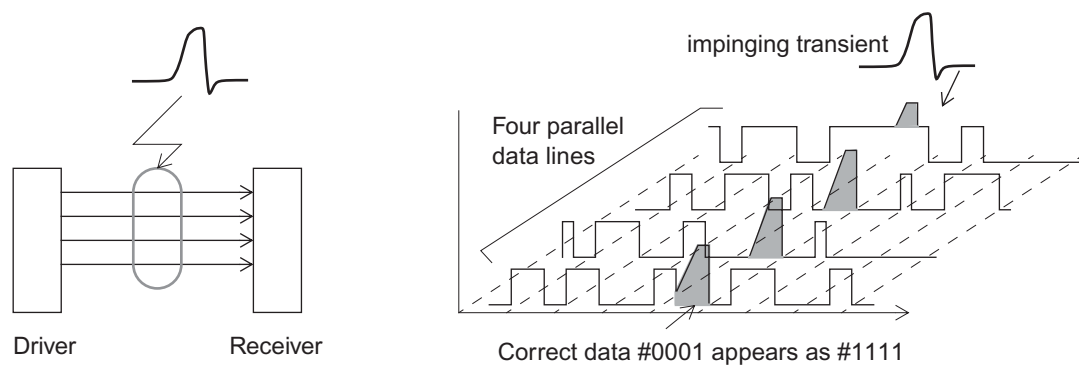 impinging transient
Four parallel
data lines
Driver
Receiver
Correct data #0001 appears as #1111